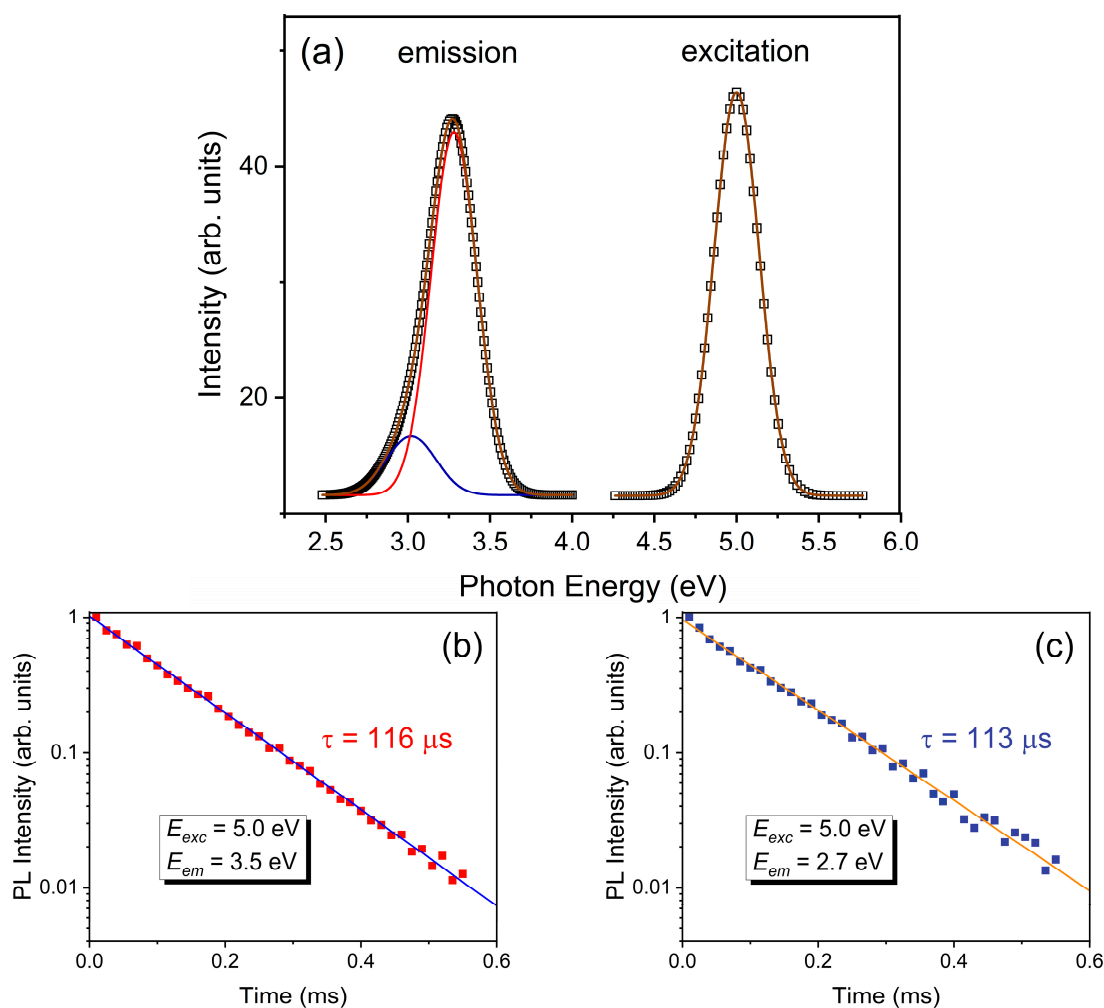 (a)
emission
excitation
Intensity (arb. units)
40
20
2.5 3.0 3.5 4.0 4.5 5.0 5.5 6.0
Photon Energy (eV)
(b)
PL Intensity (arb. units)
1
0.1
0.01
τ = 116 μs
E_exc = 5.0 eV
E_em = 3.5 eV
0.0 0.2 0.4 0.6
Time (ms)
(c)
PL Intensity (arb. units)
1
0.1
0.01
τ = 113 μs
E_exc = 5.0 eV
E_em = 2.7 eV
0.0 0.2 0.4 0.6
Time (ms)